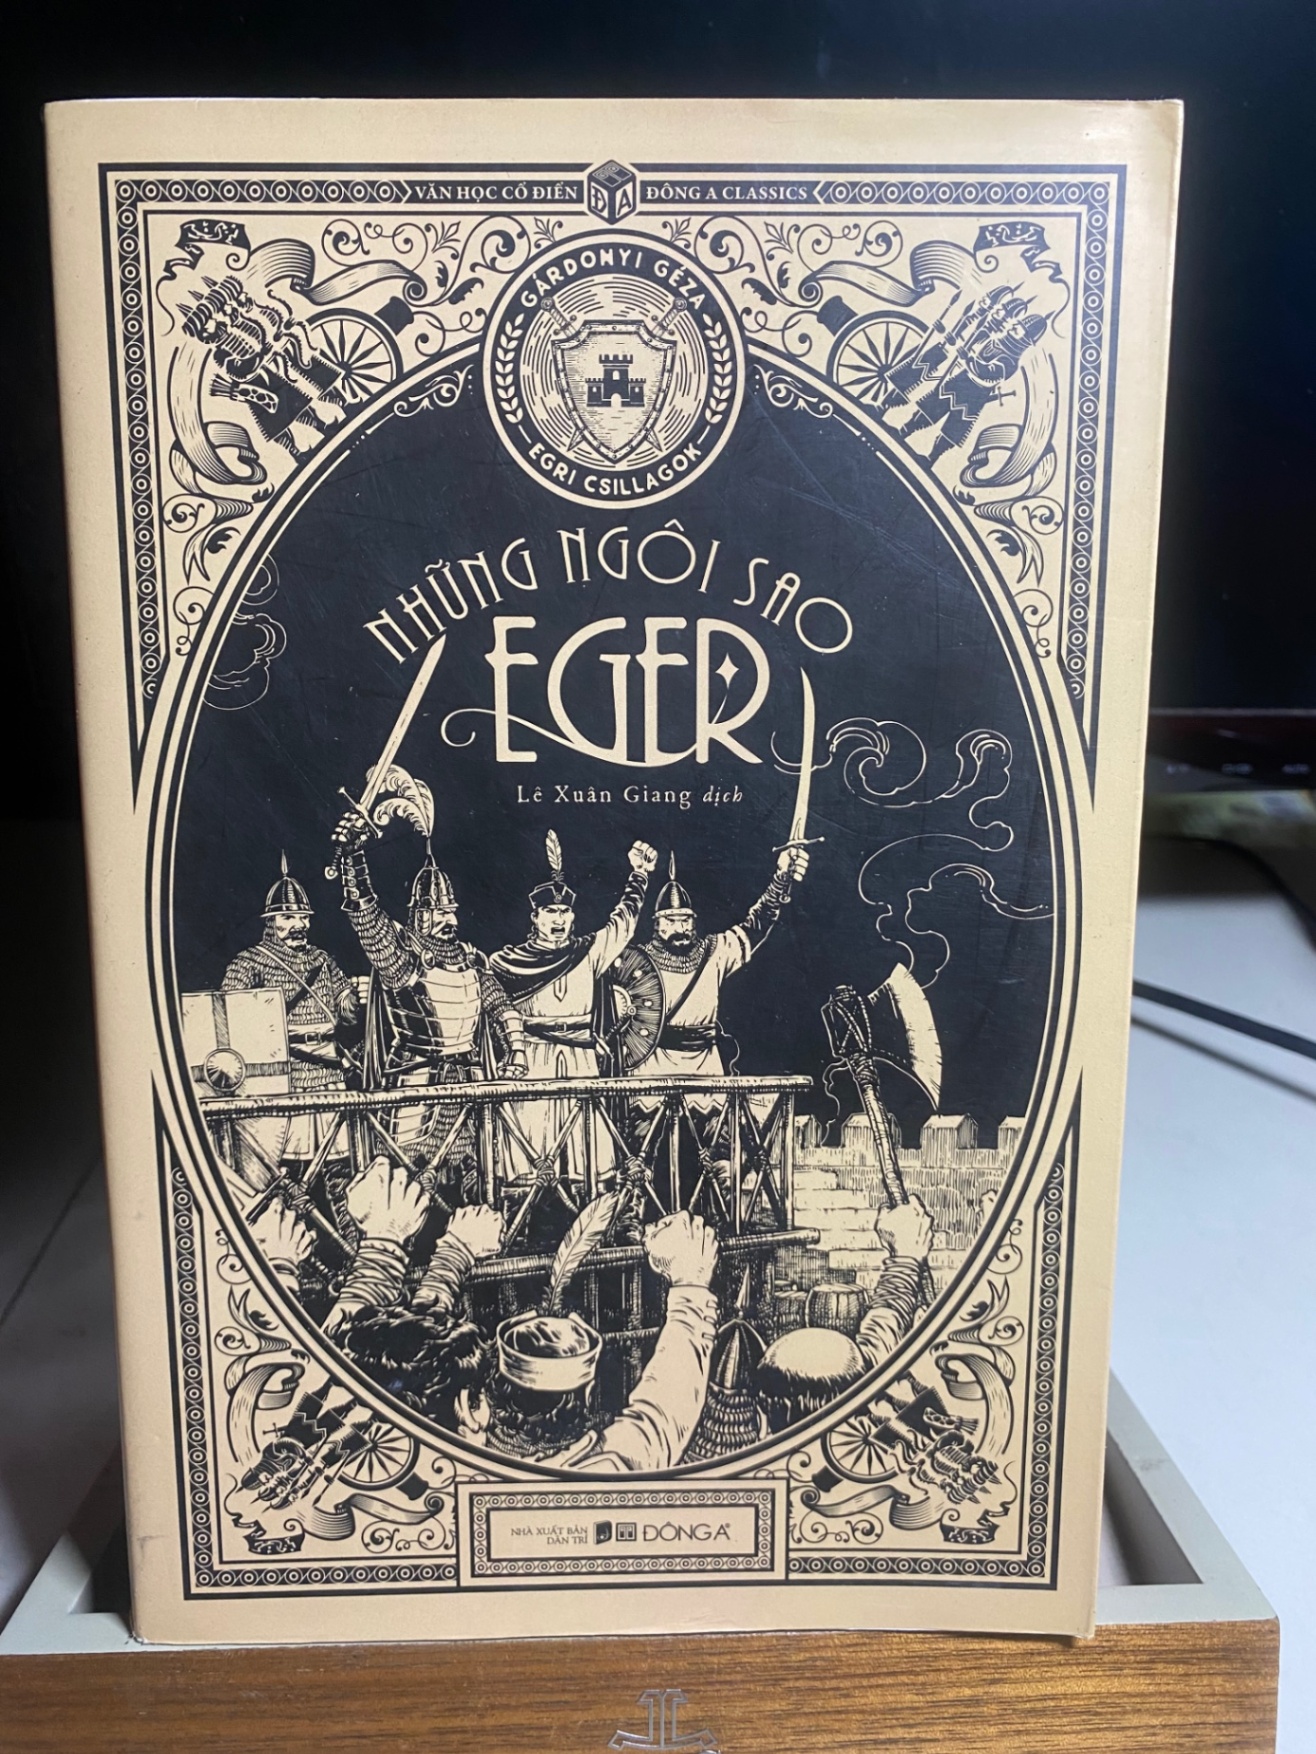 VĂN HỌC CỔ ĐIỂN ĐA ĐÔNG A CLASSICS
GÁRDONYI GÉZA
EGRI CSILLAGOK
NHỮNG NGÔI SAO
EGER
Lê Xuân Giang dịch
NHÀ XUẤT BẢN
DÂN TRÍ
ĐÔNG A